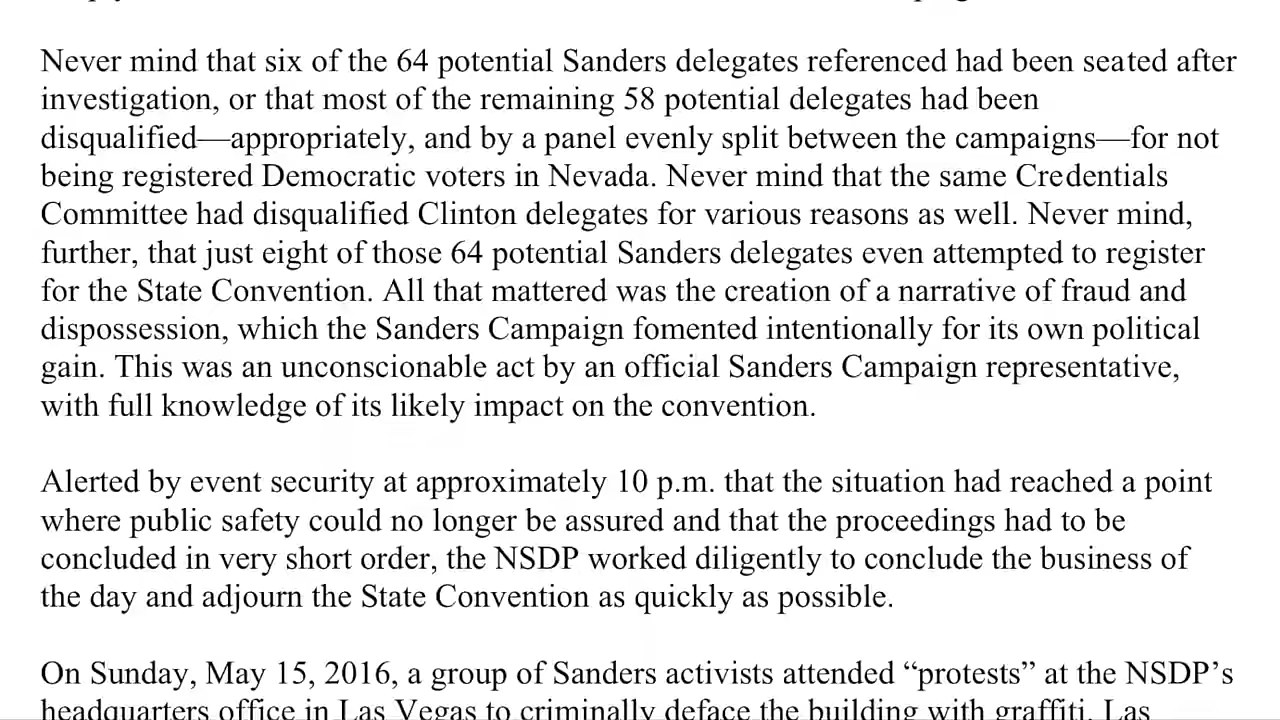 Never mind that six of the 64 potential Sanders delegates referenced had been seated after
investigation, or that most of the remaining 58 potential delegates had been
disqualified—appropriately, and by a panel evenly split between the campaigns—for not
being registered Democratic voters in Nevada. Never mind that the same Credentials
Committee had disqualified Clinton delegates for various reasons as well. Never mind,
further, that just eight of those 64 potential Sanders delegates even attempted to register
for the State Convention. All that mattered was the creation of a narrative of fraud and
dispossession, which the Sanders Campaign fomented intentionally for its own political
gain. This was an unconscionable act by an official Sanders Campaign representative,
with full knowledge of its likely impact on the convention.
Alerted by event security at approximately 10 p.m. that the situation had reached a point
where public safety could no longer be assured and that the proceedings had to be
concluded in very short order, the NSDP worked diligently to conclude the business of
the day and adjourn the State Convention as quickly as possible.
On Sunday, May 15, 2016, a group of Sanders activists attended “protests” at the NSDP’s
headquarters office in Las Vegas to criminally deface the building with graffiti. Las